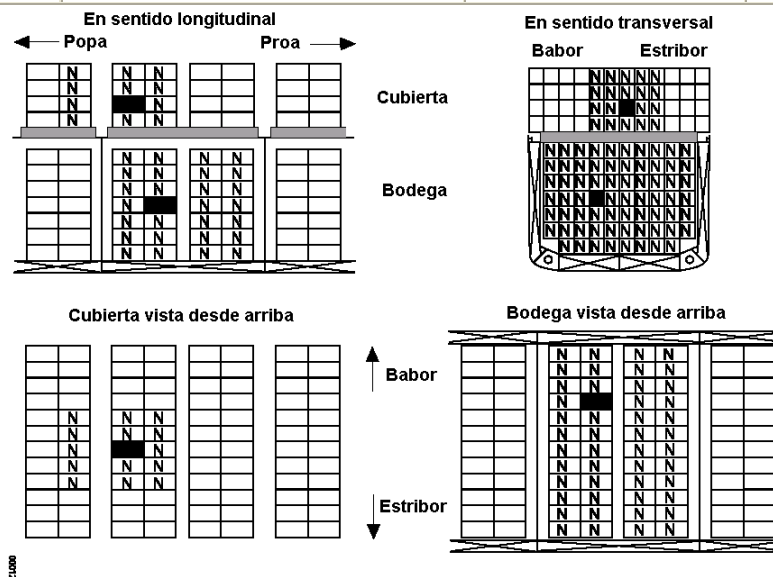 En sentido longitudinal
Popa Proa
N N N
N N N
N N
N N N
N N N N
N N N N
N N N N
N N N
N N N N
N N N N
N N N N
Cubierta
Bodega
En sentido transversal
Babor Estribor
N N N N N
N N N N N
N N N N
N N N N N
N N N N N N N N N N
N N N N N N N N N N
N N N N N N N N N N
N N N N N N N N N
N N N N N N N N N N
N N N N N N N N N N
N N N N N N N N
Cubierta vista desde arriba
N N N
N N N
N N
N N N
N N N
Babor
Estribor
Bodega vista desde arriba
N N N N
N N N N
N N N N
N N N
N N N N
N N N N
N N N N
N N N N
N N N N
N N N N
N N N N
N N N N